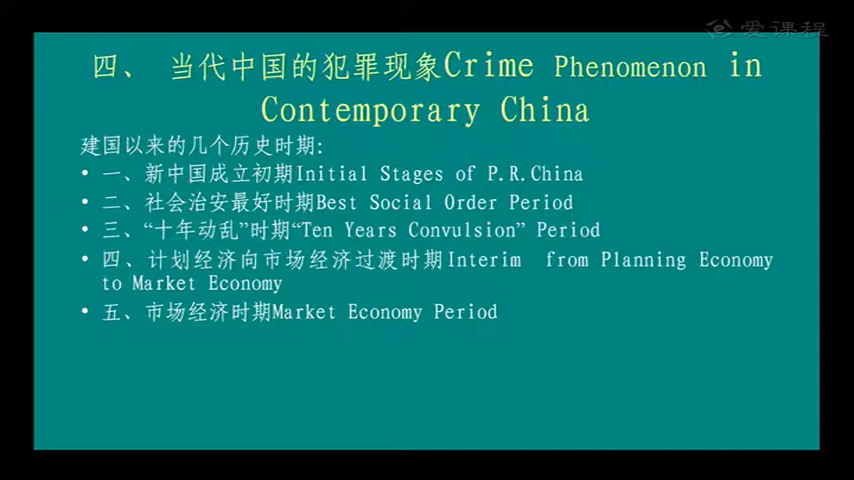 爱课程
四、 当代中国的犯罪现象Crime Phenomenon in
Contemporary China
建国以来的几个历史时期:
• 一、新中国成立初期Initial Stages of P.R.China
• 二、社会治安最好时期Best Social Order Period
• 三、“十年动乱”时期“Ten Years Convulsion” Period
• 四、计划经济向市场经济过渡时期Interim from Planning Economy
to Market Economy
• 五、市场经济时期Market Economy Period